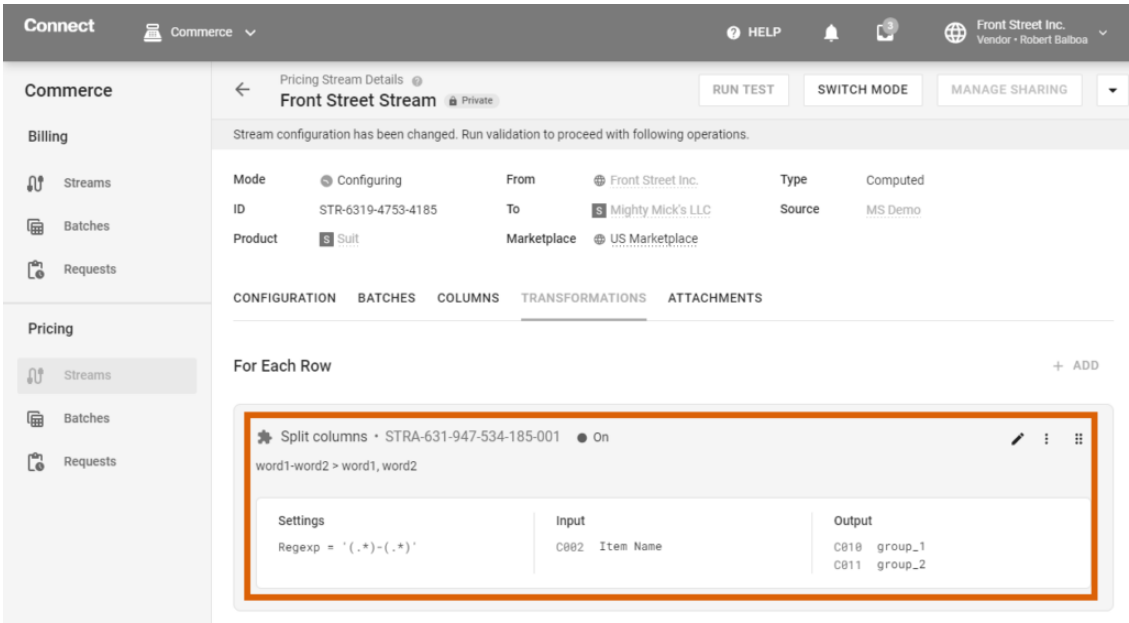 Connect
Commerce
HELP
3
Front Street Inc.
Vendor • Robert Balboa
Commerce
Billing
Streams
Batches
Requests
Pricing
Streams
Batches
Requests
Pricing Stream Details
Front Street Stream Private
RUN TEST
SWITCH MODE
MANAGE SHARING
Stream configuration has been changed. Run validation to proceed with following operations.
Mode Configuring From Front Street Inc. Type Computed
ID STR-6319-4753-4185 To S Mighty Mick's LLC Source MS Demo
Product S Suit Marketplace US Marketplace
CONFIGURATION BATCHES COLUMNS TRANSFORMATIONS ATTACHMENTS
For Each Row + ADD
Split columns • STRA-631-947-534-185-001 On
word1-word2 > word1, word2
Settings Input Output
Regexp = '(.*)-(.*)' C002 Item Name C010 group_1
C011 group_2